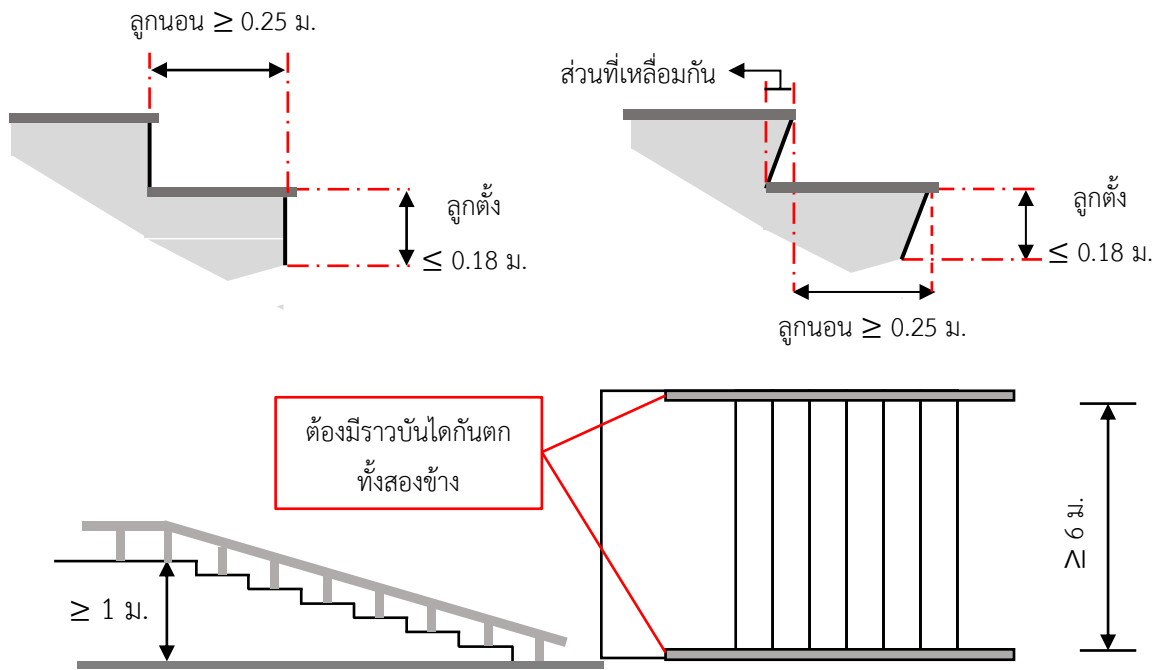 ลูกนอน ≥ 0.25 ม.
ส่วนที่เหลื่อมกัน
ลูกตั้ง
≤ 0.18 ม.
ลูกตั้ง
≤ 0.18 ม.
ลูกนอน ≥ 0.25 ม.
ต้องมีราวบันไดกันตก
ทั้งสองข้าง
≥ 1 ม.
≥ 6 ม.